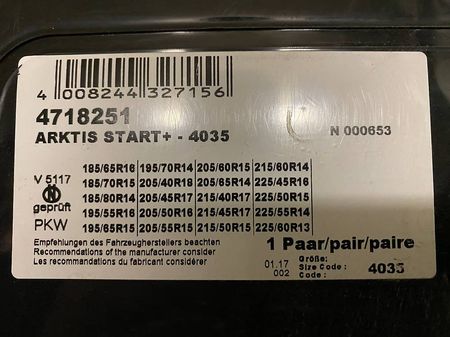 4 008244 327156
4718251
ARKTIS START+ - 4035
N 000653
V 5117
geprüft
PKW
185/65R16 195/70R14 205/60R15 215/60R14
185/70R15 205/40R18 205/65R14 225/45R16
185/80R14 205/45R17 215/40R17 225/50R15
195/55R16 205/50R16 215/45R17 225/55R14
195/65R15 205/55R15 215/50R15 225/60R13
Empfehlungen des Fahrzeugherstellers beachten
Recommendations of the manufacturer consider
Les recommandations du fabricant considérer
1 Paar/pair/paire
01.17
002
Größe:
Size Code:
Code:
4035